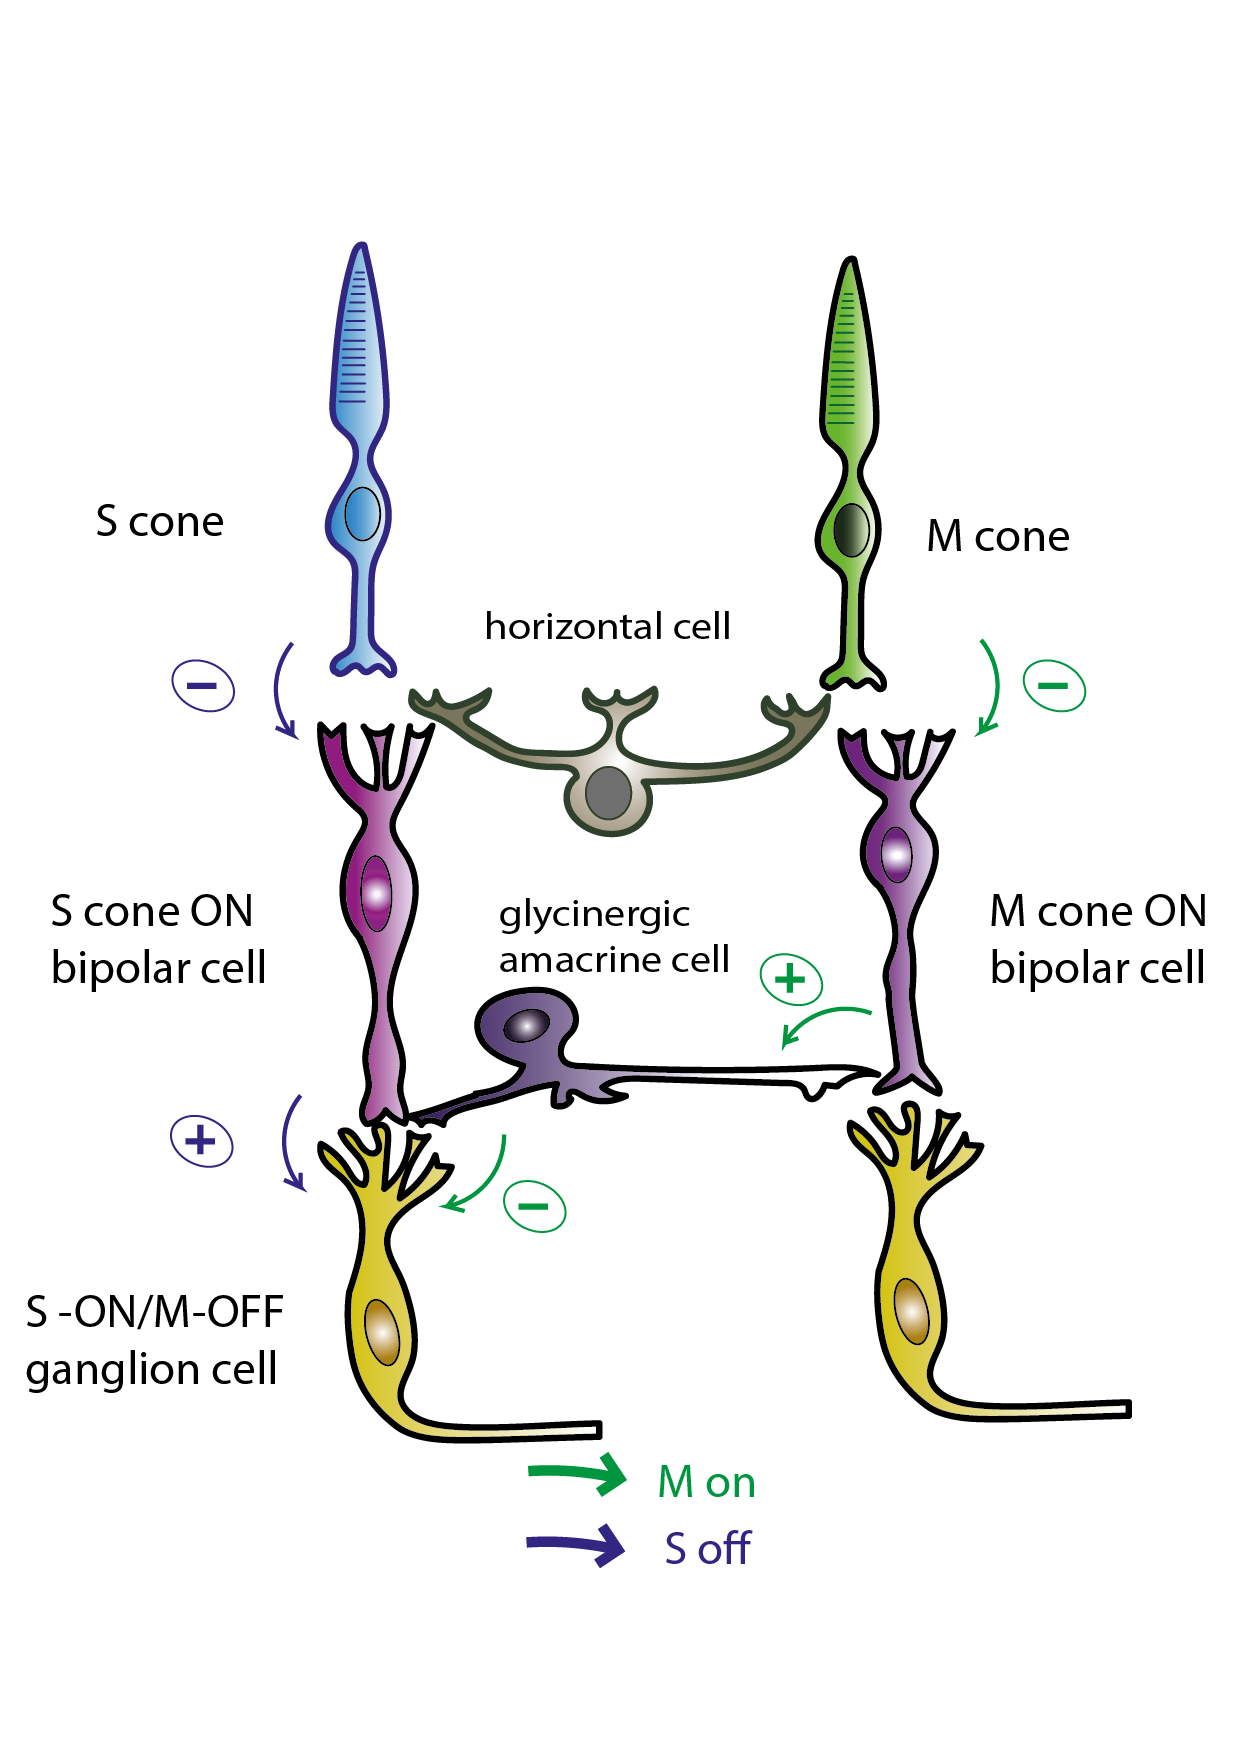 S cone
M cone
horizontal cell
−
−
S cone ON
bipolar cell
glycinergic
amacrine cell
M cone ON
bipolar cell
+
+
−
S -ON/M-OFF
ganglion cell
M on
S off